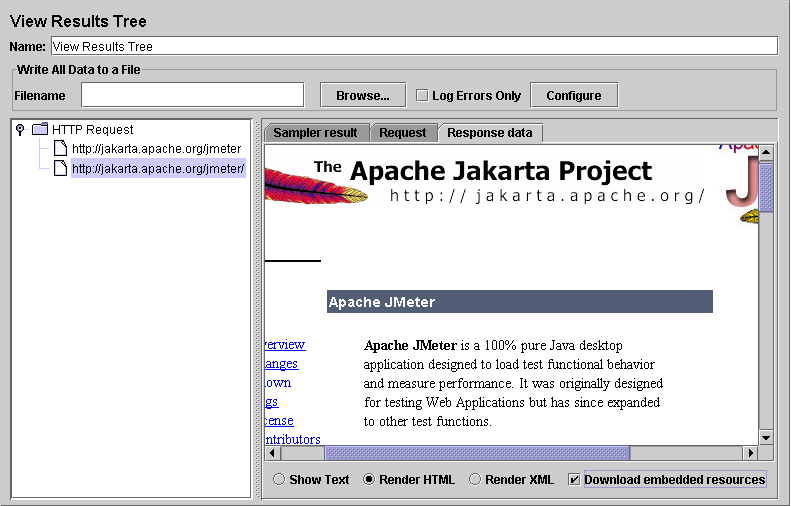 View Results Tree
Name: View Results Tree
Write All Data to a File
Filename Browse... Log Errors Only Configure
HTTP Request
http://jakarta.apache.org/jmeter
http://jakarta.apache.org/jmeter/
Sampler result Request Response data
The Apache Jakarta Project
http://jakarta.apache.org/
Apache JMeter
verview
anges
own
gs
cense
ntributors
Apache JMeter is a 100% pure Java desktop
application designed to load test functional behavior
and measure performance. It was originally designed
for testing Web Applications but has since expanded
to other test functions.
Show Text Render HTML Render XML Download embedded resources